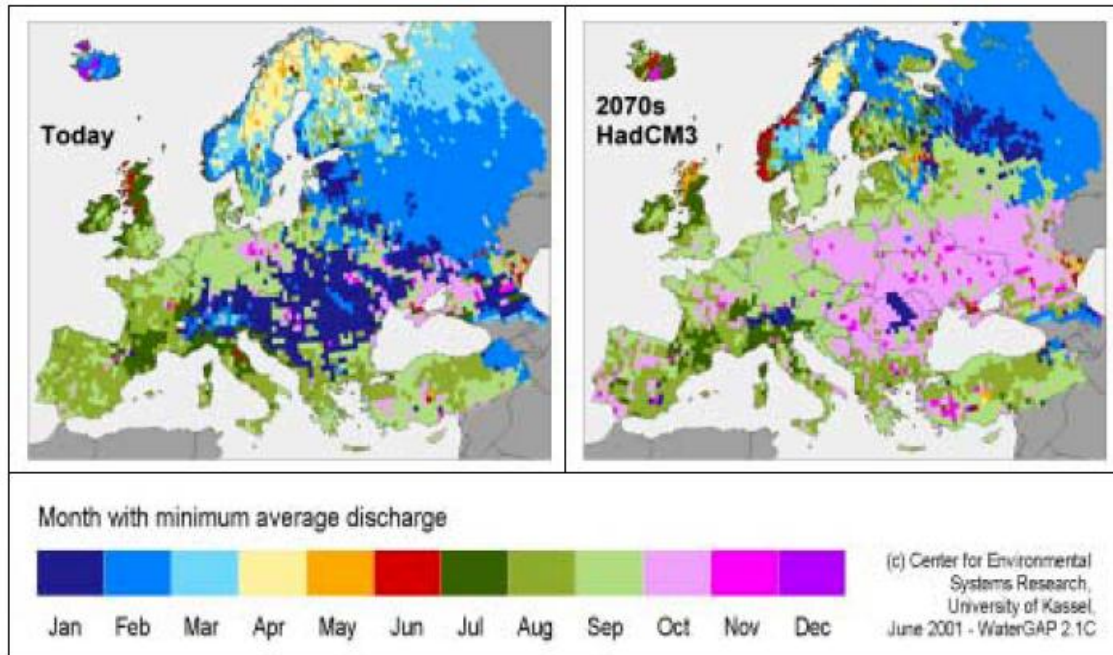 Today
2070s
HadCM3
Month with minimum average discharge
Jan Feb Mar Apr May Jun Jul Aug Sep Oct Nov Dec
(c) Center for Environmental
Systems Research,
University of Kassel,
June 2001 - WaterGAP 2.1C